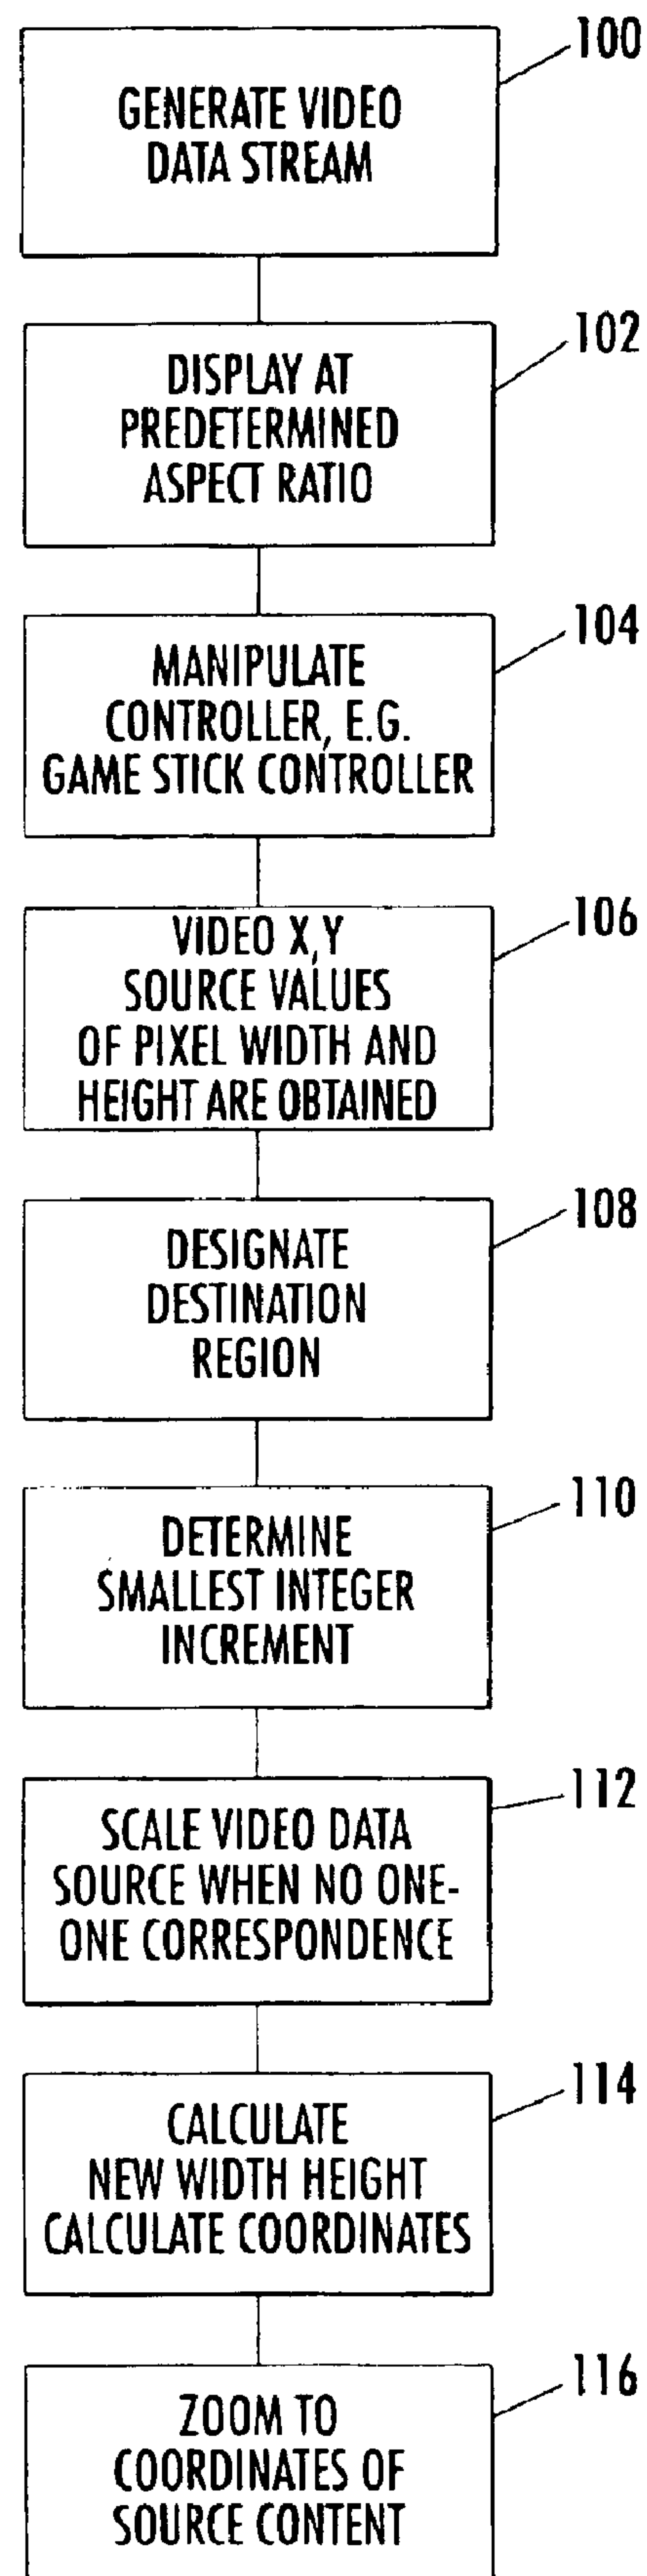 100
GENERATE VIDEO
DATA STREAM
102
DISPLAY AT
PREDETERMINED
ASPECT RATIO
104
MANIPULATE
CONTROLLER, E.G.
GAME STICK CONTROLLER
106
VIDEO X,Y
SOURCE VALUES
OF PIXEL WIDTH AND
HEIGHT ARE OBTAINED
108
DESIGNATE
DESTINATION
REGION
110
DETERMINE
SMALLEST INTEGER
INCREMENT
112
SCALE VIDEO DATA
SOURCE WHEN NO ONE-
ONE CORRESPONDENCE
114
CALCULATE
NEW WIDTH HEIGHT
CALCULATE COORDINATES
116
ZOOM TO
COORDINATES OF
SOURCE CONTENT